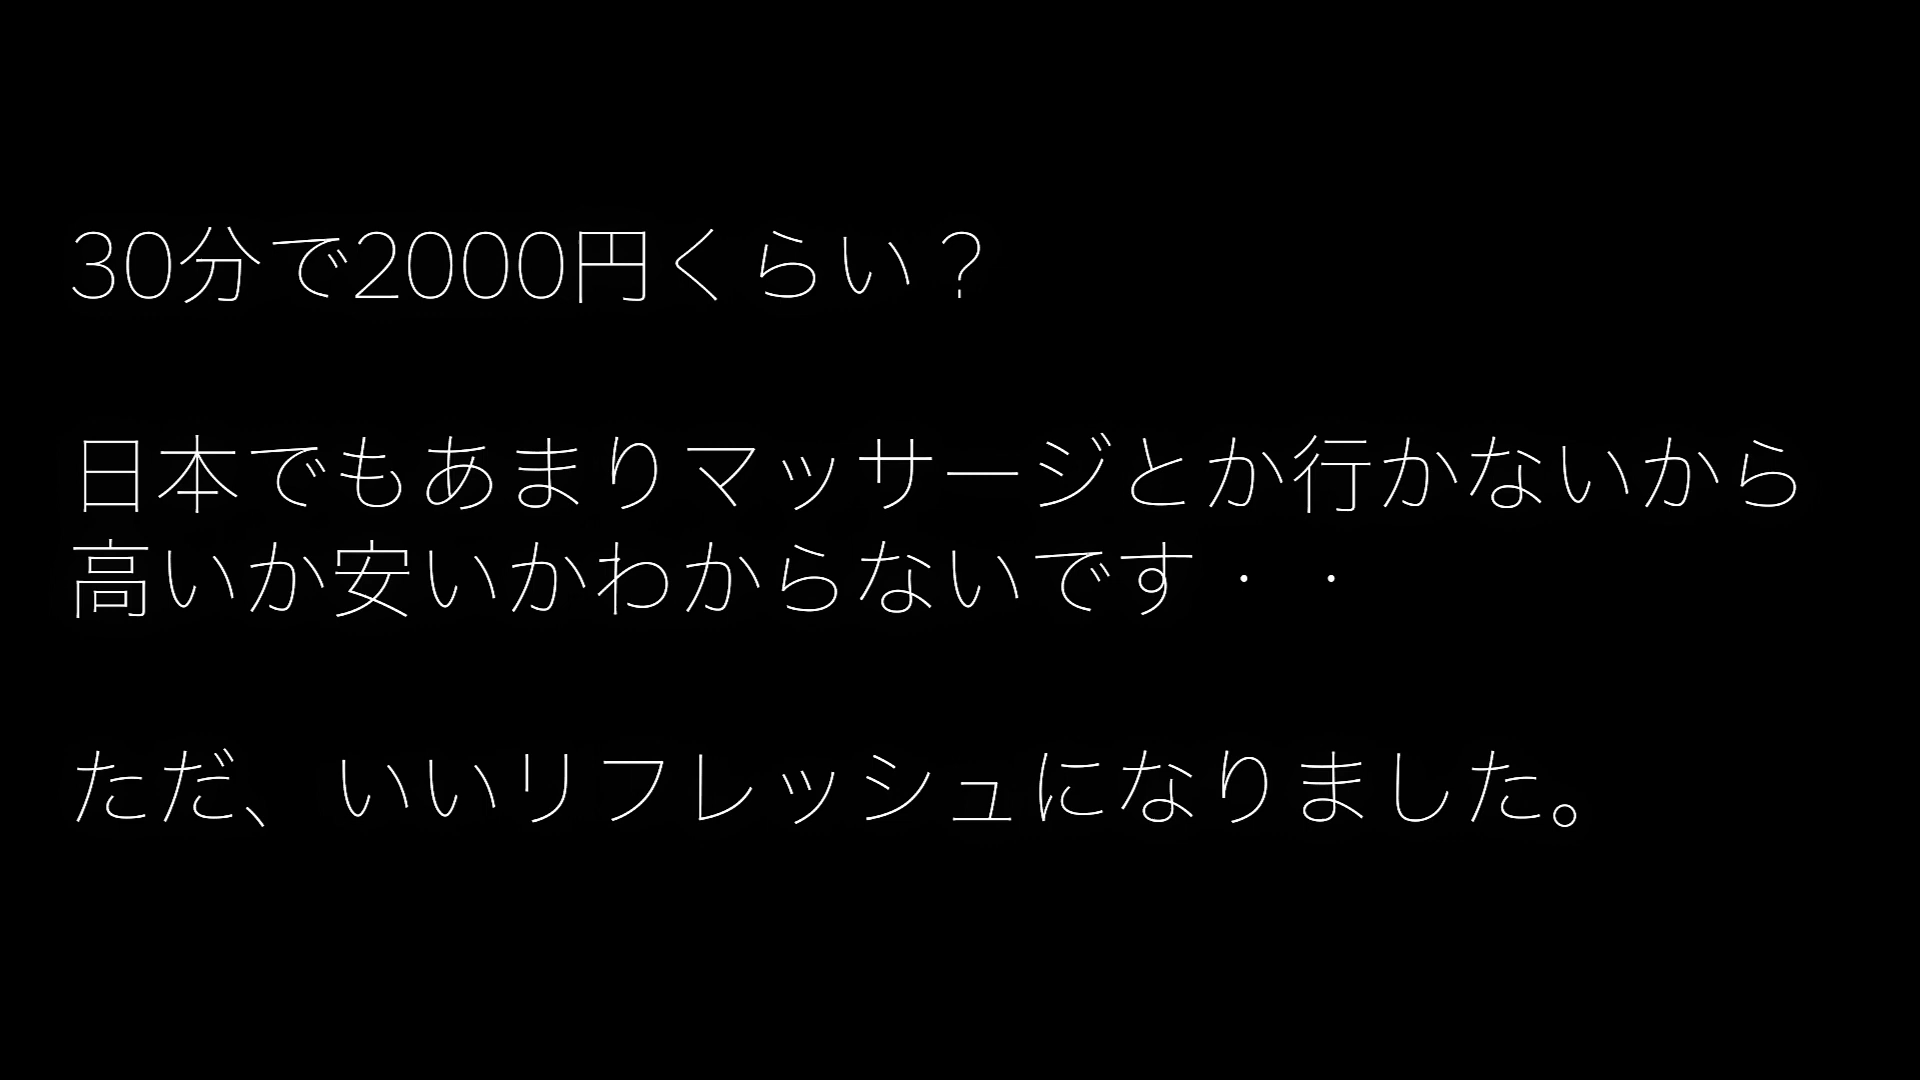 30分で2000円くらい？
日本でもあまりマッサージとか行かないから
高いか安いかわからないです・・
ただ、いいリフレッシュになりました。